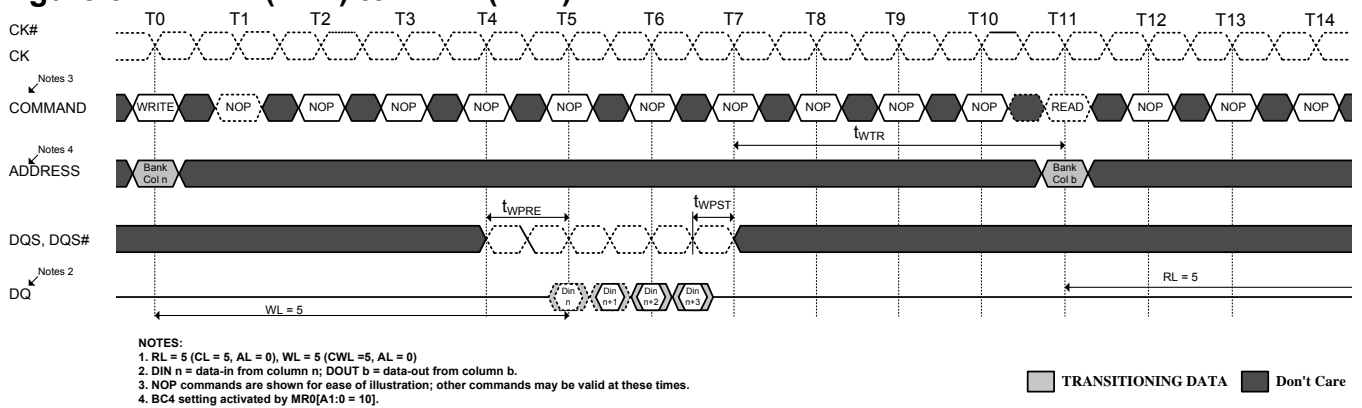 T0 T1 T2 T3 T4 T5 T6 T7 T8 T9 T10 T11 T12 T13 T14
CK#
CK
Notes 3
COMMAND
WRITE NOP NOP NOP NOP NOP NOP NOP NOP NOP NOP READ NOP NOP NOP
tWTR
Notes 4
ADDRESS
Bank Bank
Col n Col b
tWPRE tWPST
DQS, DQS#
Notes 2
DQ
Din Din Din Din
n n+1 n+2 n+3
RL = 5
WL = 5
NOTES:
1. RL = 5 (CL = 5, AL = 0), WL = 5 (CWL =5, AL = 0)
2. DIN n = data-in from column n; DOUT b = data-out from column b.
3. NOP commands are shown for ease of illustration; other commands may be valid at these times.
4. BC4 setting activated by MR0[A1:0 = 10].
TRANSITIONING DATA Don't Care